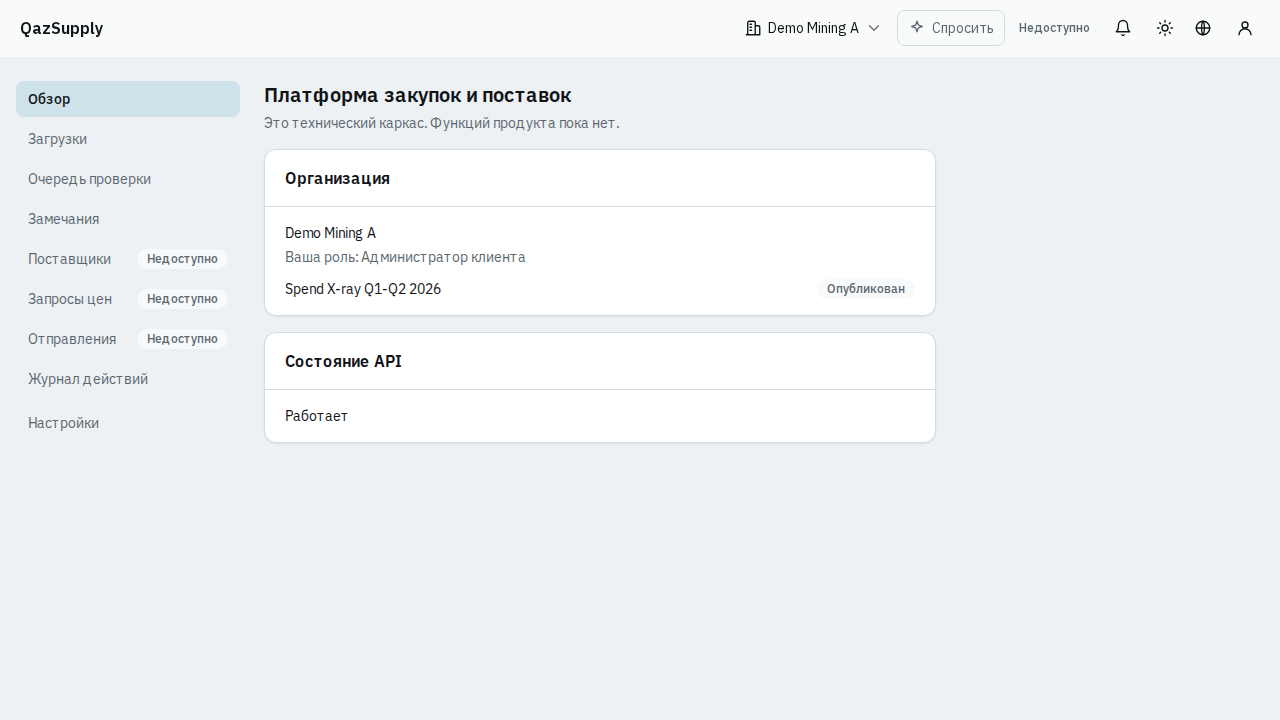 QazSupply
Demo Mining A
Спросить
Недоступно
Обзор
Загрузки
Очередь проверки
Замечания
Поставщики Недоступно
Запросы цен Недоступно
Отправления Недоступно
Журнал действий
Настройки
Платформа закупок и поставок
Это технический каркас. Функций продукта пока нет.
Организация
Demo Mining A
Ваша роль: Администратор клиента
Spend X-ray Q1-Q2 2026 Опубликован
Состояние API
Работает